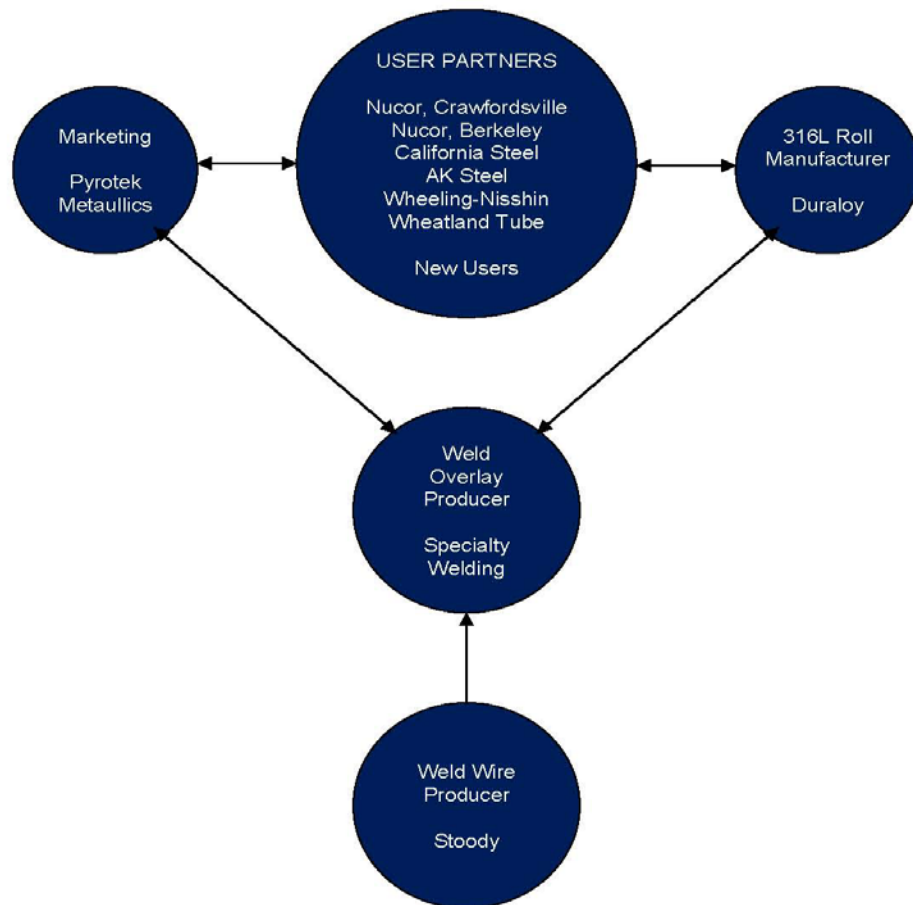 USER PARTNERS
Nucor, Crawfordsville
Nucor, Berkeley
California Steel
AK Steel
Wheeling-Nisshin
Wheatland Tube
New Users
Marketing
Pyrotek
Metaullics
316L Roll
Manufacturer
Duraloy
Weld
Overlay
Producer
Specialty
Welding
Weld Wire
Producer
Stoody